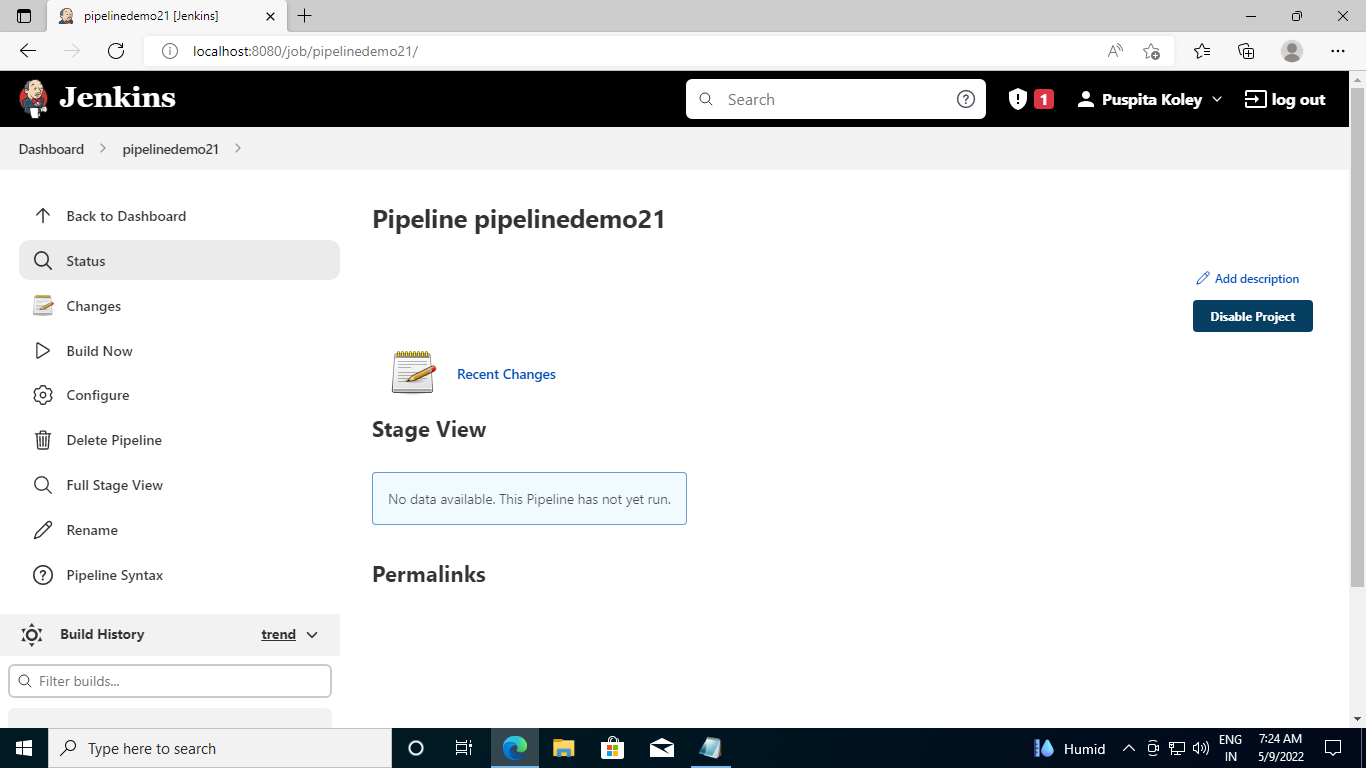 pipelinedemo21 [Jenkins]
localhost:8080/job/pipelinedemo21/
Jenkins
Search
1
Puspita Koley
log out
Dashboard
pipelinedemo21
Back to Dashboard
Status
Changes
Build Now
Configure
Delete Pipeline
Full Stage View
Rename
Pipeline Syntax
Build History
trend
Filter builds...
Pipeline pipelinedemo21
Add description
Disable Project
Recent Changes
Stage View
No data available. This Pipeline has not yet run.
Permalinks
Type here to search
Humid
ENG
IN
7:24 AM
5/9/2022